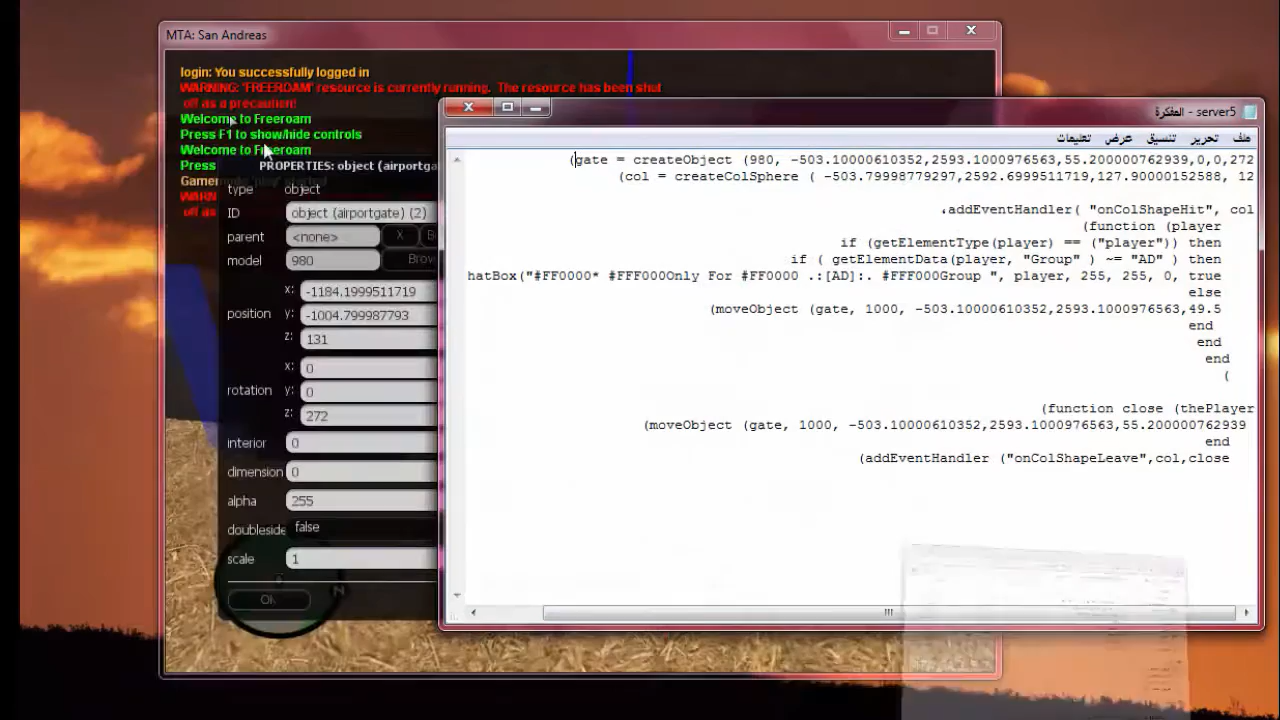 MTA: San Andreas
login: You successfully logged in
WARNING: 'FREEROAM' resource is currently running. The resource has been shut
off as a precaution!
Welcome to Freeroam
Press F1 to show/hide controls
Welcome to Freeroam
Press
WARN
PROPERTIES: object (airportga
type object
ID object (airportgate) (2)
parent <none> X B
model 980 Brow
position
x: -1184.1999511719
y: -1004.799987793
z: 131
rotation
x: 0
y: 0
z: 272
interior 0
dimension 0
alpha 255
doubleside false
scale 1
OK
server5 - المفكرة
ملف تحرير تنسيق عرض تعليمات
(gate = createObject (980, -503.10000610352,2593.1000976563,55.200000762939,0,0,272
(col = createColSphere ( -503.79998779297,2592.6999511719,127.90000152588, 12
.addEventHandler( "onColShapeHit", col
(function (player
if (getElementType(player) == ("player")) then
if ( getElementData(player, "Group" ) ~= "AD" ) then
hatBox("#FF0000* #FFF000Only For #FF0000 .:[AD]:. #FFF000Group ", player, 255, 255, 0, true
else
(moveObject (gate, 1000, -503.10000610352,2593.1000976563,49.5
end
end
end
(
(function close (thePlayer
(moveObject (gate, 1000, -503.10000610352,2593.1000976563,55.200000762939
end
(addEventHandler ("onColShapeLeave",col,close